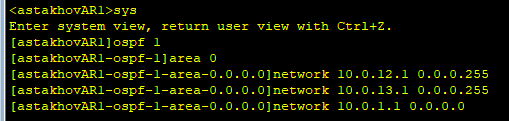 <astakhovAR1>sys
Enter system view, return user view with Ctrl+Z.
[astakhovAR1]ospf 1
[astakhovAR1-ospf-1]area 0
[astakhovAR1-ospf-1-area-0.0.0.0]network 10.0.12.1 0.0.0.255
[astakhovAR1-ospf-1-area-0.0.0.0]network 10.0.13.1 0.0.0.255
[astakhovAR1-ospf-1-area-0.0.0.0]network 10.0.1.1 0.0.0.0